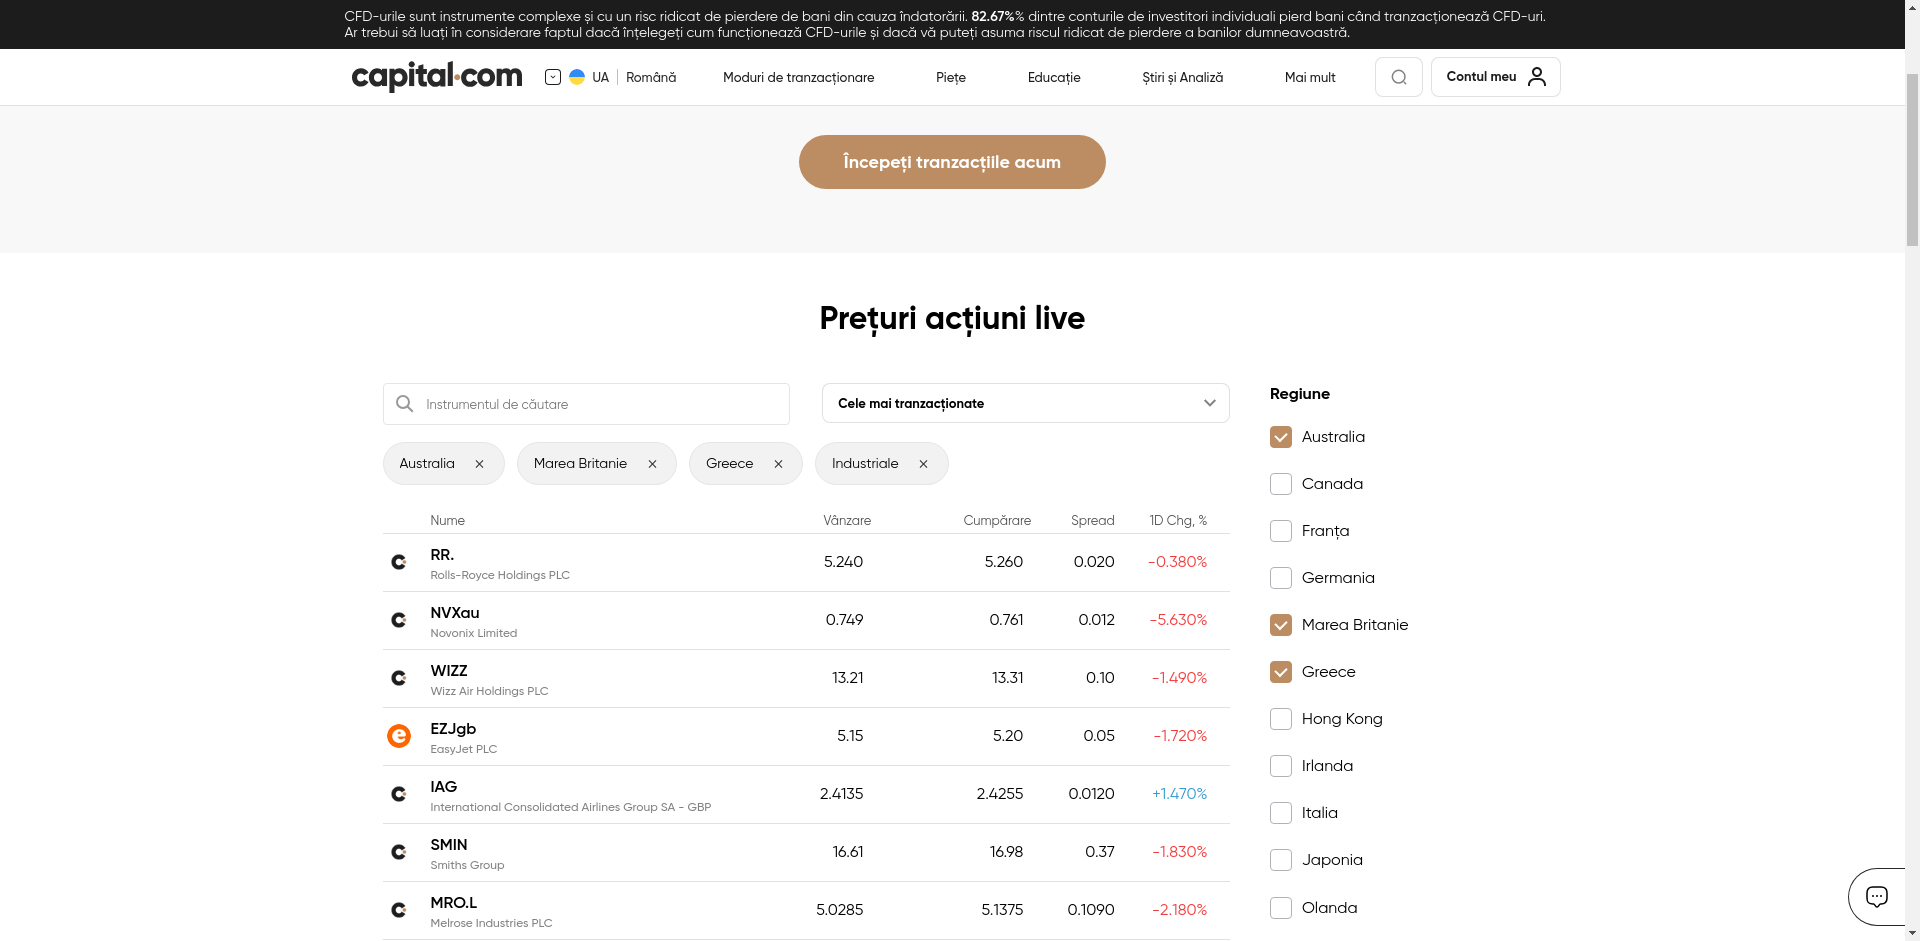 CFD-urile sunt instrumente complexe și cu un risc ridicat de pierdere de bani din cauza îndatorării. 82.67%% dintre conturile de investitori individuali pierd bani când tranzacționează CFD-uri.
Ar trebui să luați în considerare faptul dacă înțelegeți cum funcționează CFD-urile și dacă vă puteți asuma riscul ridicat de pierdere a banilor dumneavoastră.
capital.com UA Română Moduri de tranzacționare Piețe Educație Știri și Analiză Mai mult Contul meu
Începeți tranzacțiile acum
Prețuri acțiuni live
Instrumentul de căutare
Cele mai tranzacționate
Australia Marea Britanie Greece Industriale
Nume Vânzare Cumpărare Spread 1D Chg, %
RR. 5.240 5.260 0.020 -0.380%
Rolls-Royce Holdings PLC
NVXau 0.749 0.761 0.012 -5.630%
Novonix Limited
WIZZ 13.21 13.31 0.10 -1.490%
Wizz Air Holdings PLC
EZJgb 5.15 5.20 0.05 -1.720%
EasyJet PLC
IAG 2.4135 2.4255 0.0120 +1.470%
International Consolidated Airlines Group SA - GBP
SMIN 16.61 16.98 0.37 -1.830%
Smiths Group
MRO.L 5.0285 5.1375 0.1090 -2.180%
Melrose Industries PLC
Regiune
Australia
Canada
Franța
Germania
Marea Britanie
Greece
Hong Kong
Irlanda
Italia
Japonia
Olanda